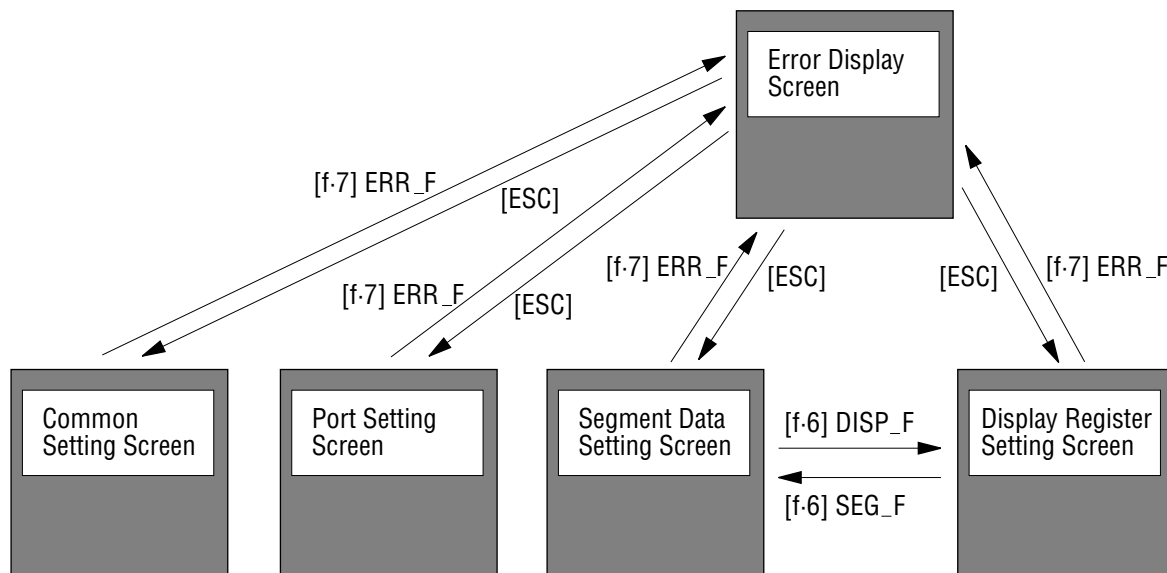 Error Display
Screen
[f·7] ERR_F
[ESC]
[f·7] ERR_F
[ESC]
[f·7] ERR_F
[ESC]
[ESC]
[f·7] ERR_F
Common
Setting Screen
Port Setting
Screen
Segment Data
Setting Screen
[f·6] DISP_F
[f·6] SEG_F
Display Register
Setting Screen